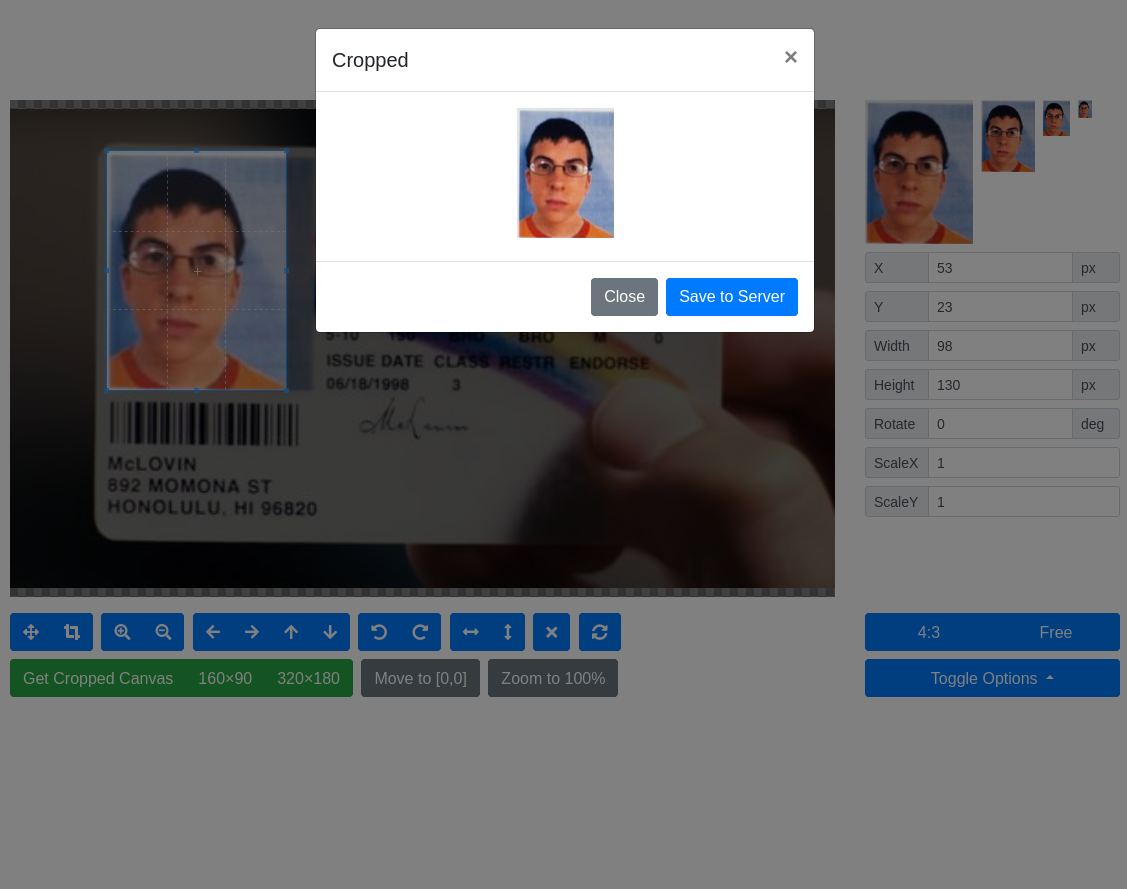 Cropped
×
Close
Save to Server
5-10 150 BRO BRO M 0
ISSUE DATE CLASS RESTR ENDORSE
06/18/1998 3
McLovin
McLOVIN
892 MOMONA ST
HONOLULU, HI 96820
X 53 px
Y 23 px
Width 98 px
Height 130 px
Rotate 0 deg
ScaleX 1
ScaleY 1
4:3 Free
Get Cropped Canvas 160×90 320×180 Move to [0,0] Zoom to 100%
Toggle Options